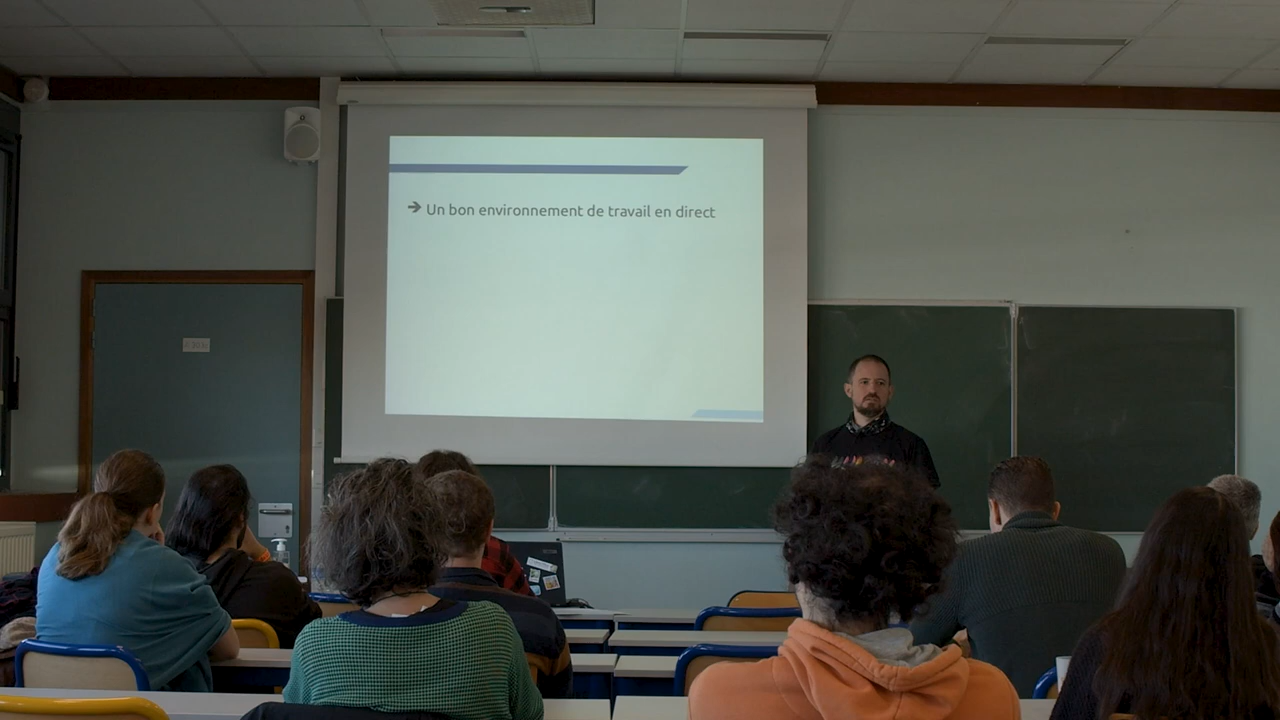 ➔ Un bon environnement de travail en direct